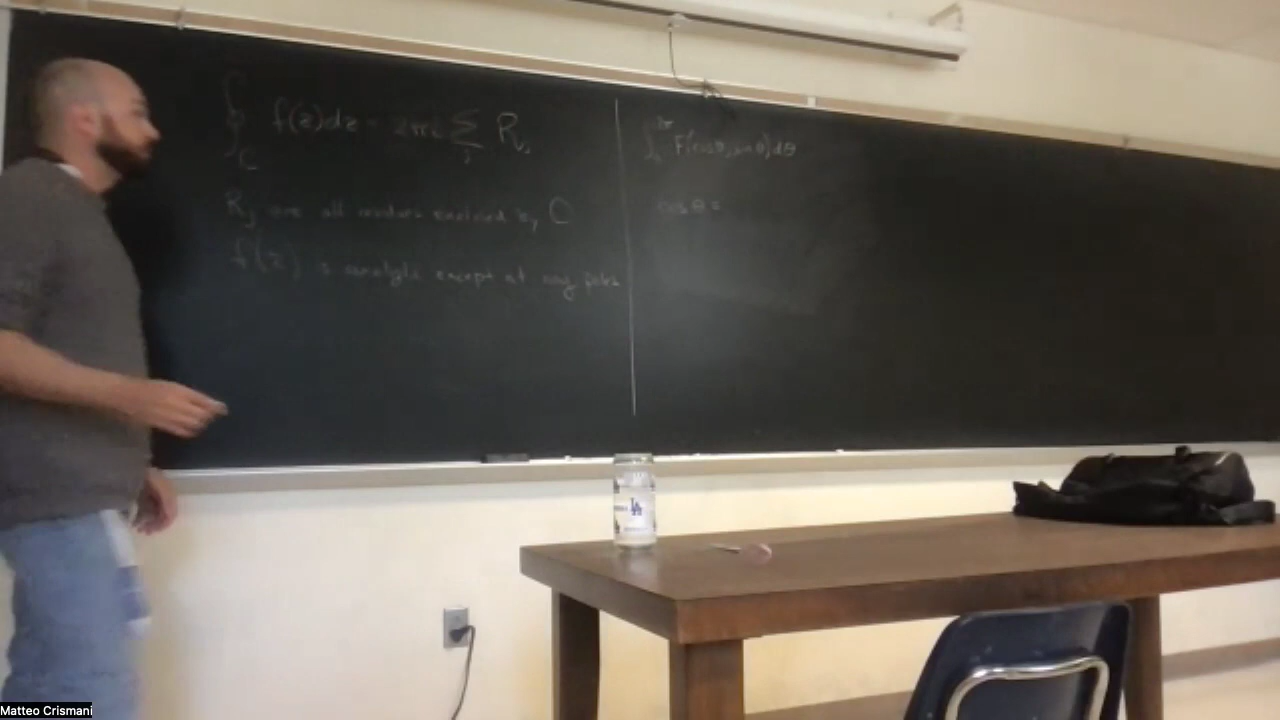 ∮_C f(z)dz = 2πi Σ_j R_j
R_j are all residues enclosed by C
f(z) is analytic except at any poles
∫_0^{2π} F(cos θ, sin θ)dθ
cos θ =
LA
Matteo Crismani